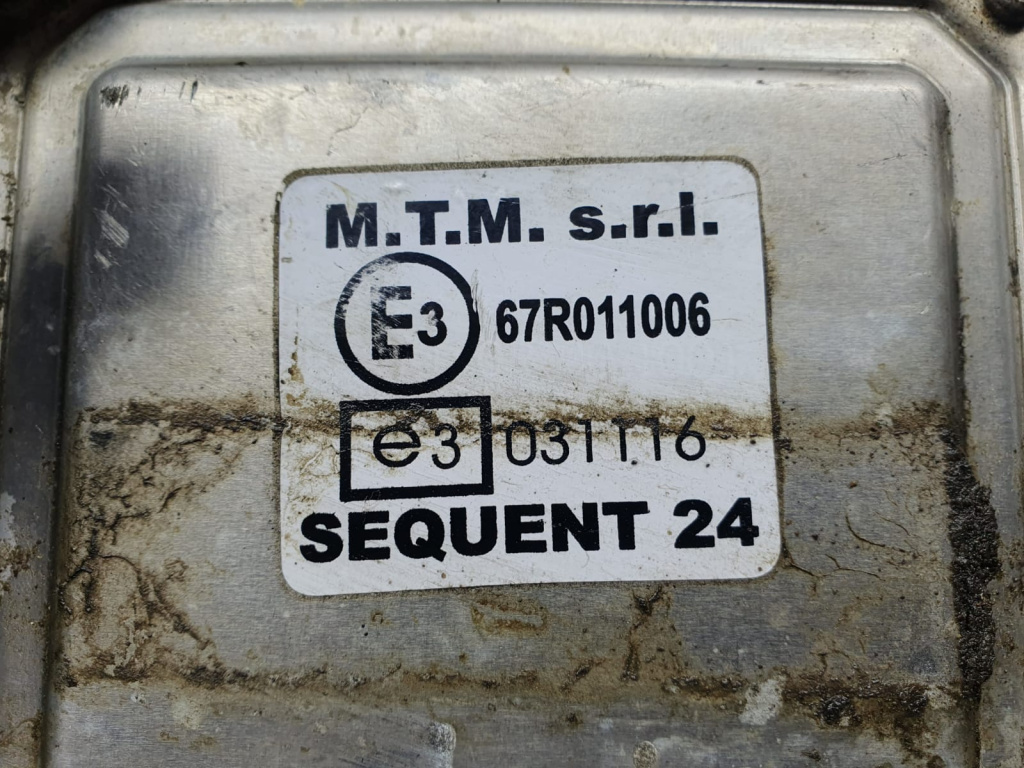 M.T.M. s.r.l.
E3 67R011006
e3 031116
SEQUENT 24